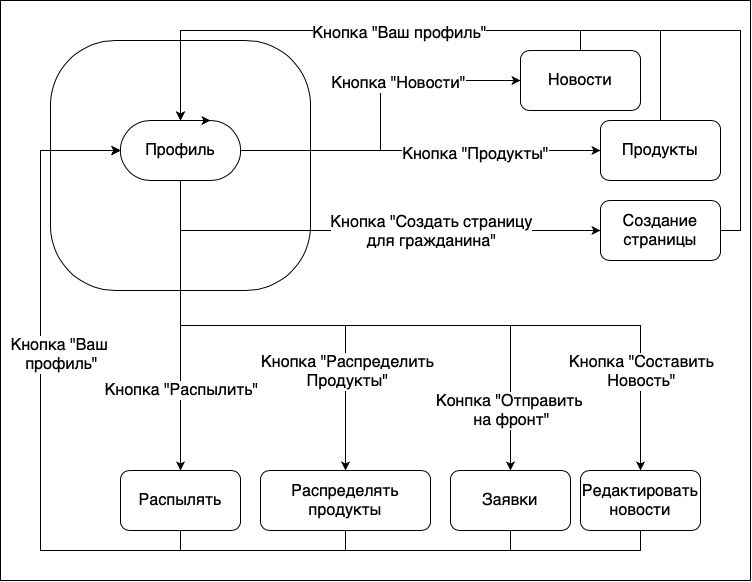 Кнопка "Ваш профиль"
Кнопка "Новости"
Новости
Профиль
Кнопка "Продукты"
Продукты
Кнопка "Создать страницу
для гражданина"
Создание
страницы
Кнопка "Ваш
профиль"
Кнопка "Распылить"
Кнопка "Распределить
Продукты"
Конпка "Отправить
на фронт"
Кнопка "Составить
Новость"
Распылять
Распределять
продукты
Заявки
Редактировать
новости